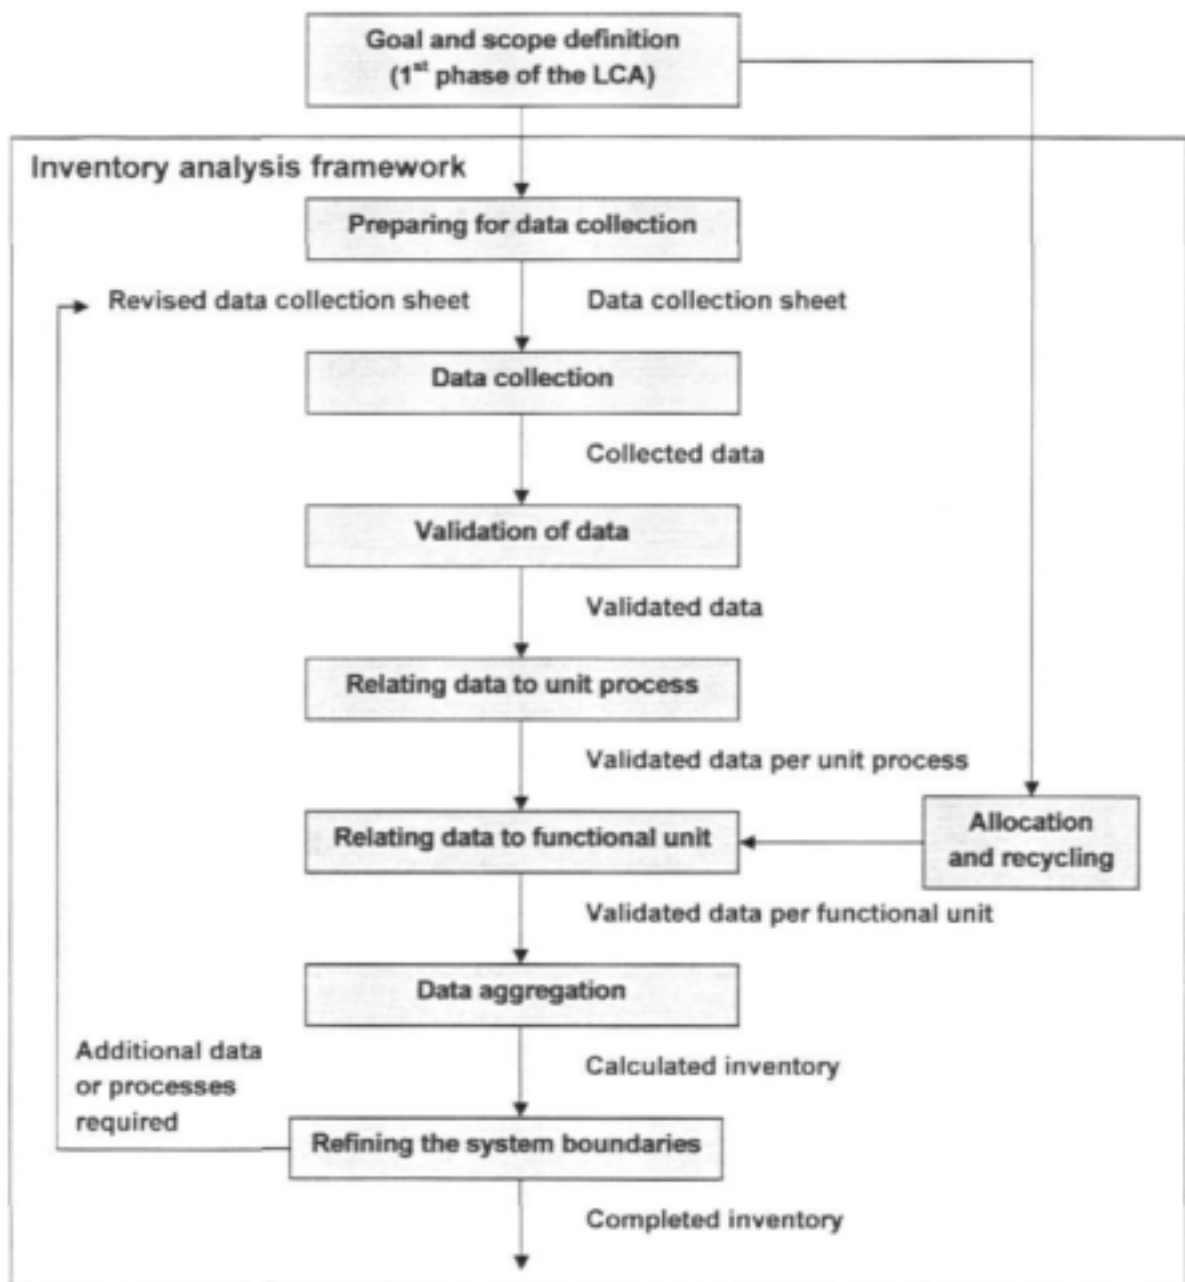 Goal and scope definition
(1st phase of the LCA)
Inventory analysis framework
Preparing for data collection
Revised data collection sheet
Data collection sheet
Data collection
Collected data
Validation of data
Validated data
Relating data to unit process
Validated data per unit process
Relating data to functional unit
Allocation
and recycling
Validated data per functional unit
Data aggregation
Additional data
or processes
required
Calculated inventory
Refining the system boundaries
Completed inventory